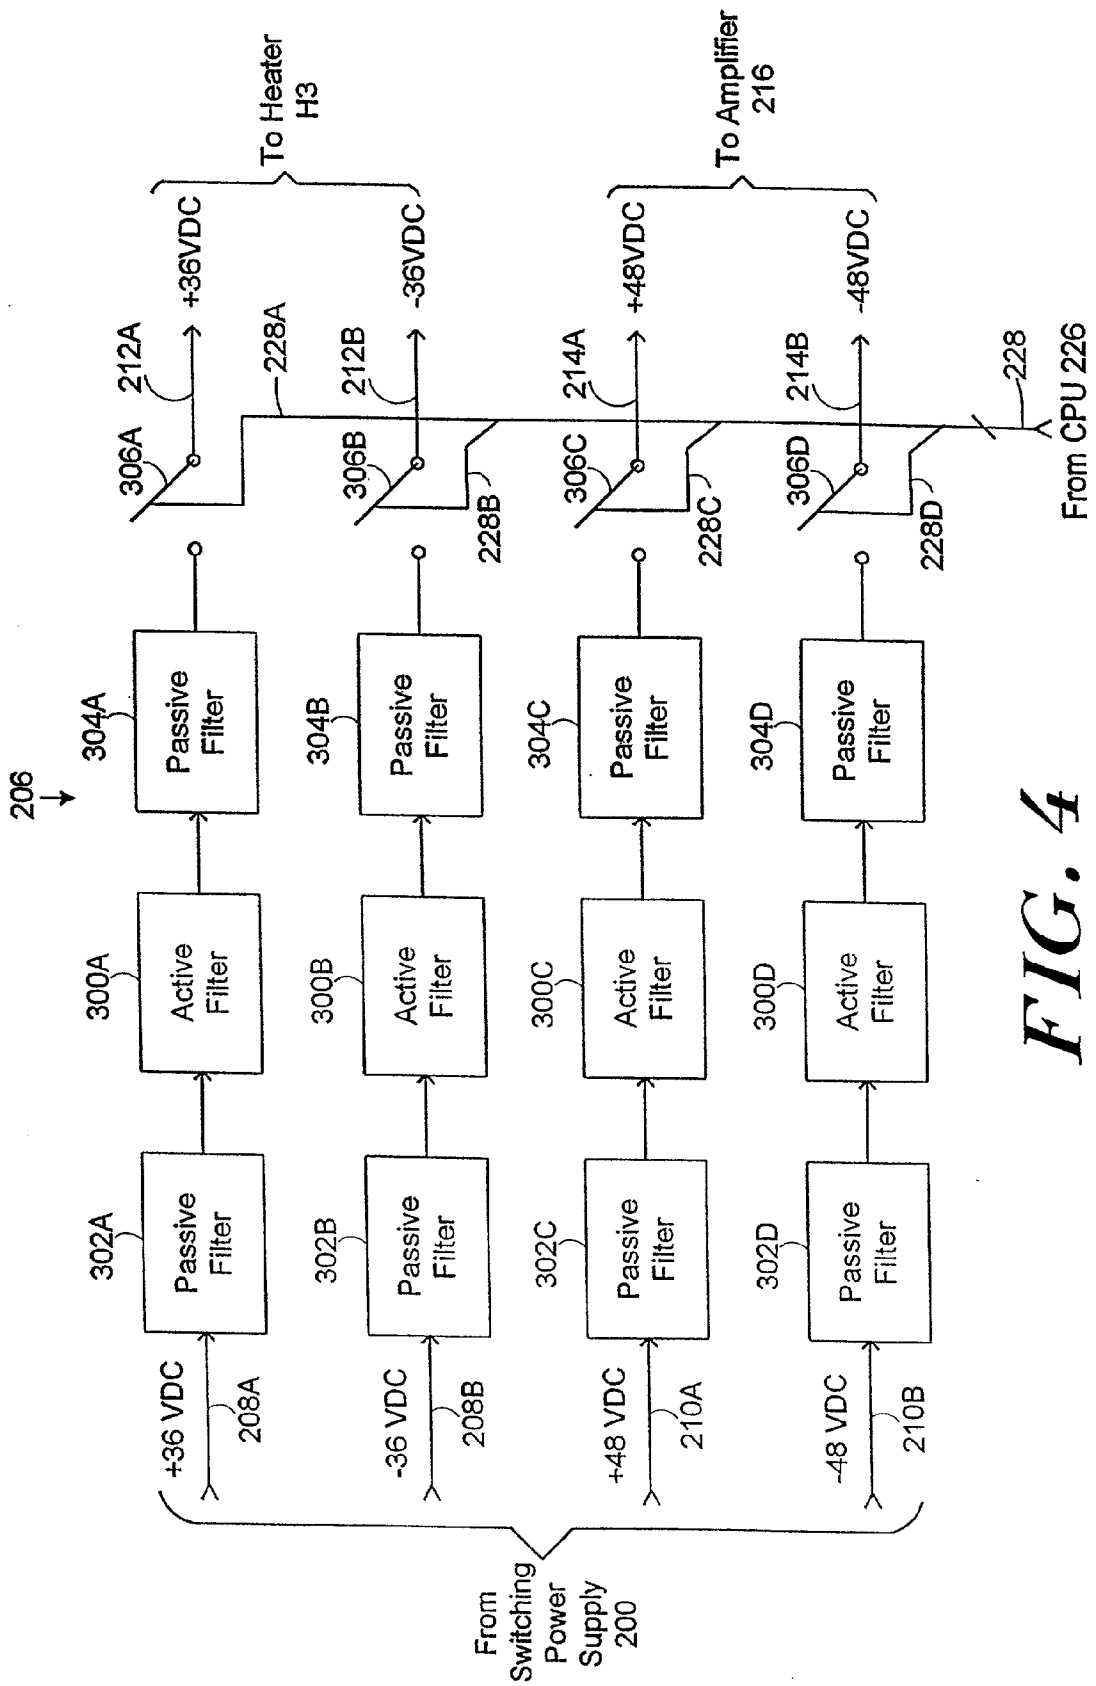 206
From
Switching
Power
Supply
200
+36 VDC
208A
302A
Passive
Filter
300A
Active
Filter
304A
Passive
Filter
306A
212A
+36VDC
228A
To Heater
H3
-36 VDC
208B
302B
Passive
Filter
300B
Active
Filter
304B
Passive
Filter
306B
212B
-36VDC
228B
+48 VDC
210A
302C
Passive
Filter
300C
Active
Filter
304C
Passive
Filter
306C
214A
+48VDC
228C
To Amplifier
216
-48 VDC
210B
302D
Passive
Filter
300D
Active
Filter
304D
Passive
Filter
306D
214B
-48VDC
228D
228
From CPU 226
FIG. 4